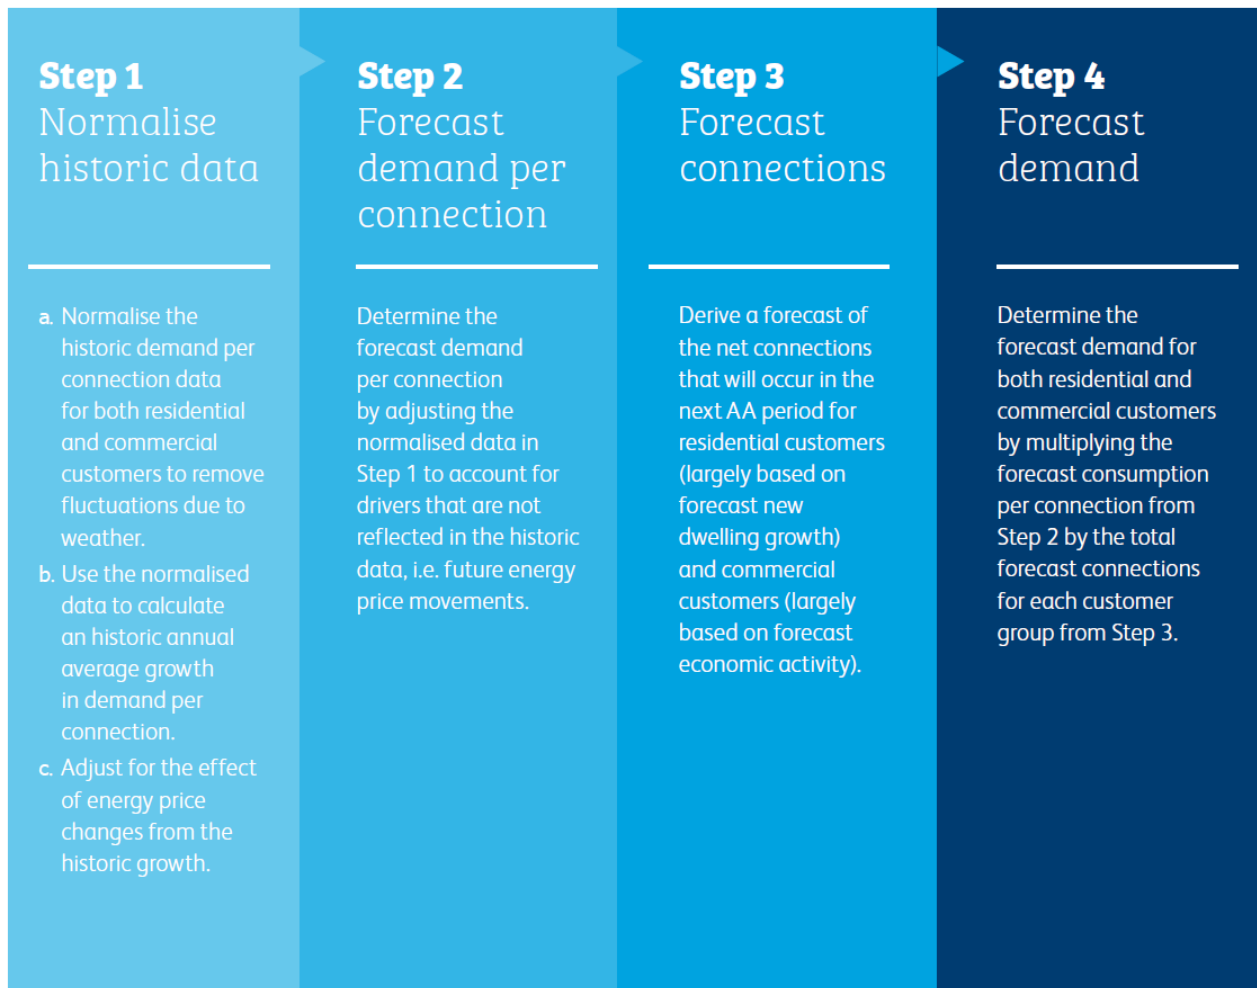 Step 1
Normalise
historic data
a. Normalise the
historic demand per
connection data
for both residential
and commercial
customers to remove
fluctuations due to
weather.
b. Use the normalised
data to calculate
an historic annual
average growth
in demand per
connection.
c. Adjust for the effect
of energy price
changes from the
historic growth.
Step 2
Forecast
demand per
connection
Determine the
forecast demand
per connection
by adjusting the
normalised data in
Step 1 to account for
drivers that are not
reflected in the historic
data, i.e. future energy
price movements.
Step 3
Forecast
connections
Derive a forecast of
the net connections
that will occur in the
next AA period for
residential customers
(largely based on
forecast new
dwelling growth)
and commercial
customers (largely
based on forecast
economic activity).
Step 4
Forecast
demand
Determine the
forecast demand for
both residential and
commercial customers
by multiplying the
forecast consumption
per connection from
Step 2 by the total
forecast connections
for each customer
group from Step 3.